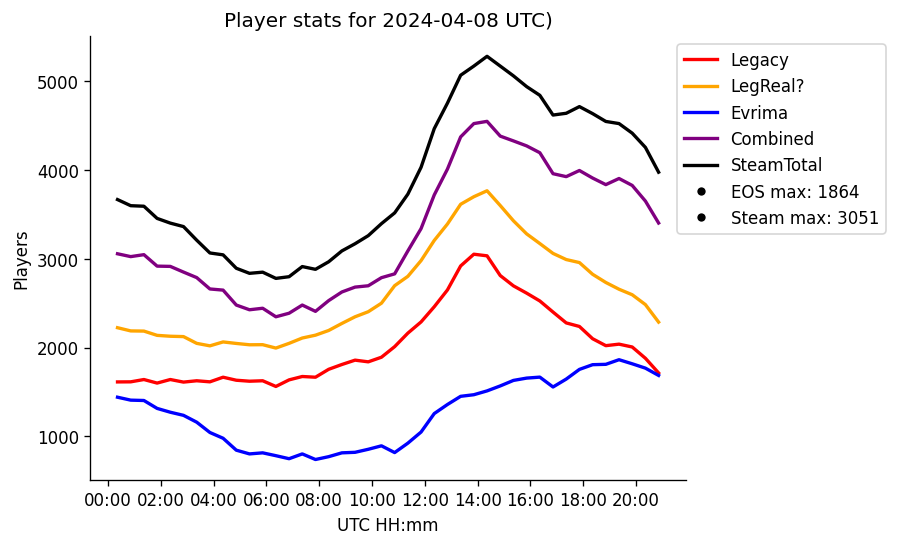 Player stats for 2024-04-08 UTC)
Legacy
LegReal?
Evrima
Combined
SteamTotal
EOS max: 1864
Steam max: 3051
5000
4000
3000
2000
1000
Players
00:00 02:00 04:00 06:00 08:00 10:00 12:00 14:00 16:00 18:00 20:00
UTC HH:mm